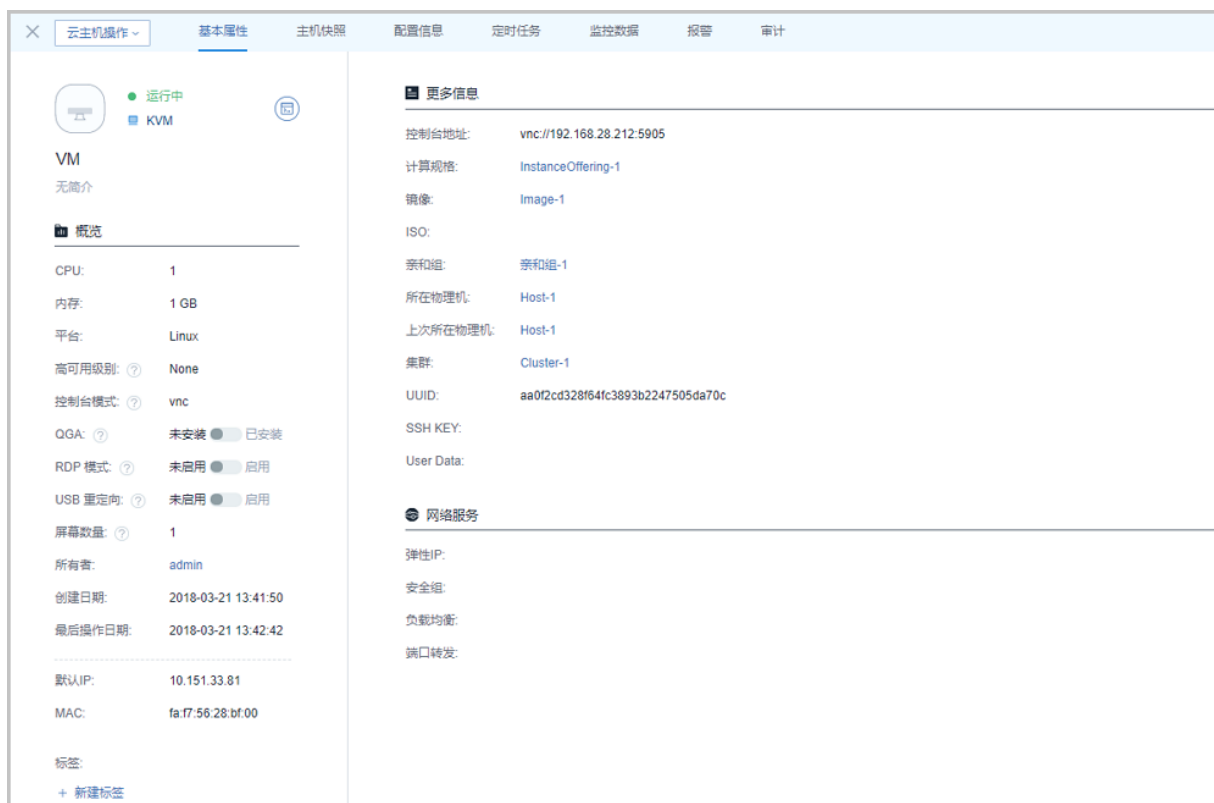 云主机操作 基本属性 主机快照 配置信息 定时任务 监控数据 报警 审计
运行中
KVM
VM
无简介
概览
CPU: 1
内存: 1 GB
平台: Linux
高可用级别: ? None
控制台模式: ? vnc
QGA: ? 未安装 已安装
RDP 模式: ? 未启用 启用
USB 重定向: ? 未启用 启用
屏幕数量: ? 1
所有者: admin
创建日期: 2018-03-21 13:41:50
最后操作日期: 2018-03-21 13:42:42
默认IP: 10.151.33.81
MAC: fa:f7:56:28:bf:00
标签:
+ 新建标签
更多信息
控制台地址: vnc://192.168.28.212:5905
计算规格: InstanceOffering-1
镜像: Image-1
ISO:
亲和组: 亲和组-1
所在物理机: Host-1
上次所在物理机: Host-1
集群: Cluster-1
UUID: aa0f2cd328f64fc3893b2247505da70c
SSH KEY:
User Data:
网络服务
弹性IP:
安全组:
负载均衡:
端口转发: